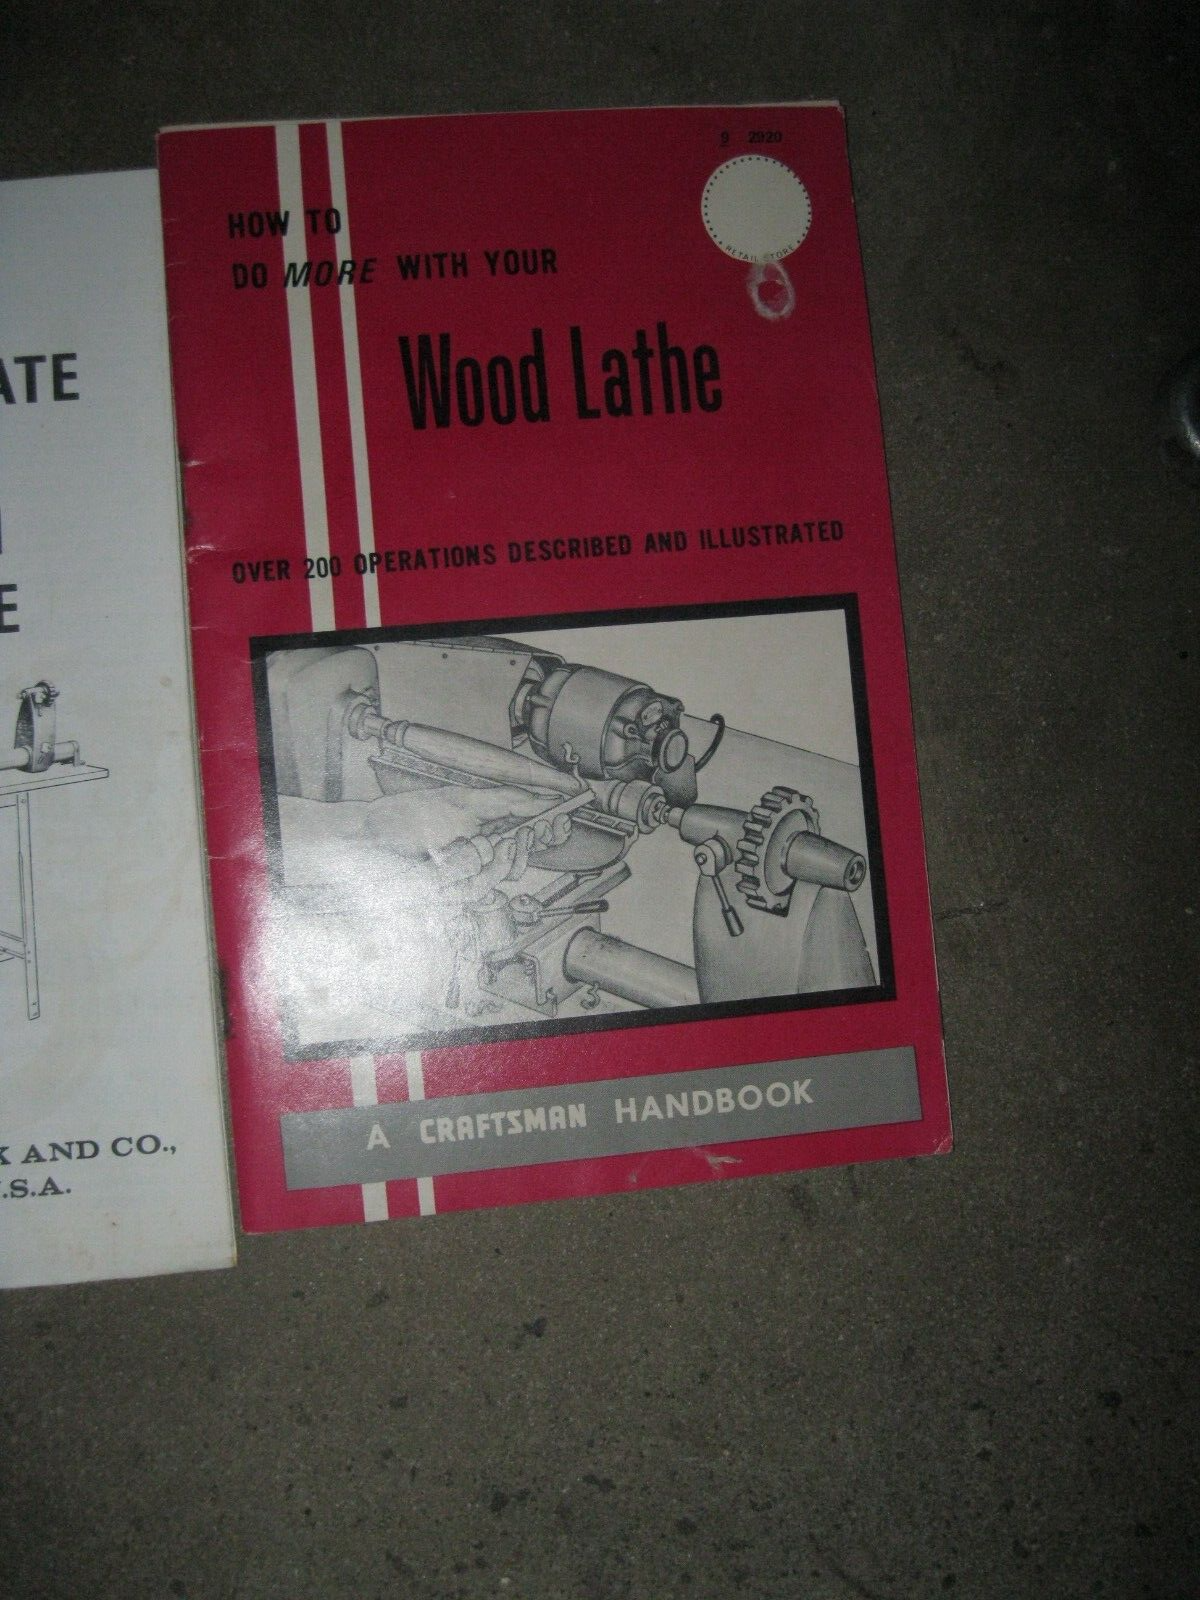 9 2920
RETAIL STORE
HOW TO
DO MORE WITH YOUR
Wood Lathe
OVER 200 OPERATIONS DESCRIBED AND ILLUSTRATED
A CRAFTSMAN HANDBOOK
ATE
E
K AND CO.,
U.S.A.